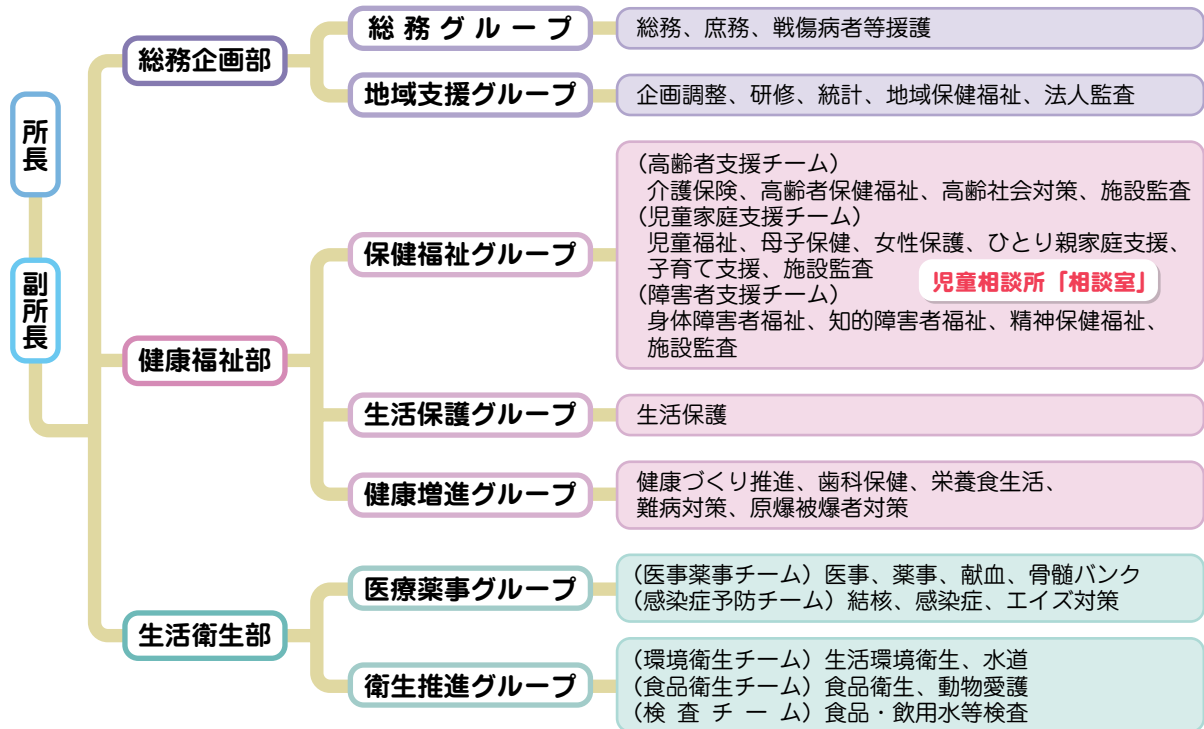 所長
副所長
総務企画部
総務グループ
総務、庶務、戦傷病者等援護
地域支援グループ
企画調整、研修、統計、地域保健福祉、法人監査
健康福祉部
保健福祉グループ
(高齢者支援チーム)
介護保険、高齢者保健福祉、高齢社会対策、施設監査
(児童家庭支援チーム)
児童福祉、母子保健、女性保護、ひとり親家庭支援、
子育て支援、施設監査
児童相談所「相談室」
(障害者支援チーム)
身体障害者福祉、知的障害者福祉、精神保健福祉、
施設監査
生活保護グループ
生活保護
健康増進グループ
健康づくり推進、歯科保健、栄養食生活、
難病対策、原爆被爆者対策
生活衛生部
医療薬事グループ
(医事薬事チーム)医事、薬事、献血、骨髄バンク
(感染症予防チーム)結核、感染症、エイズ対策
衛生推進グループ
(環境衛生チーム)生活環境衛生、水道
(食品衛生チーム)食品衛生、動物愛護
(検査チーム)食品・飲用水等検査